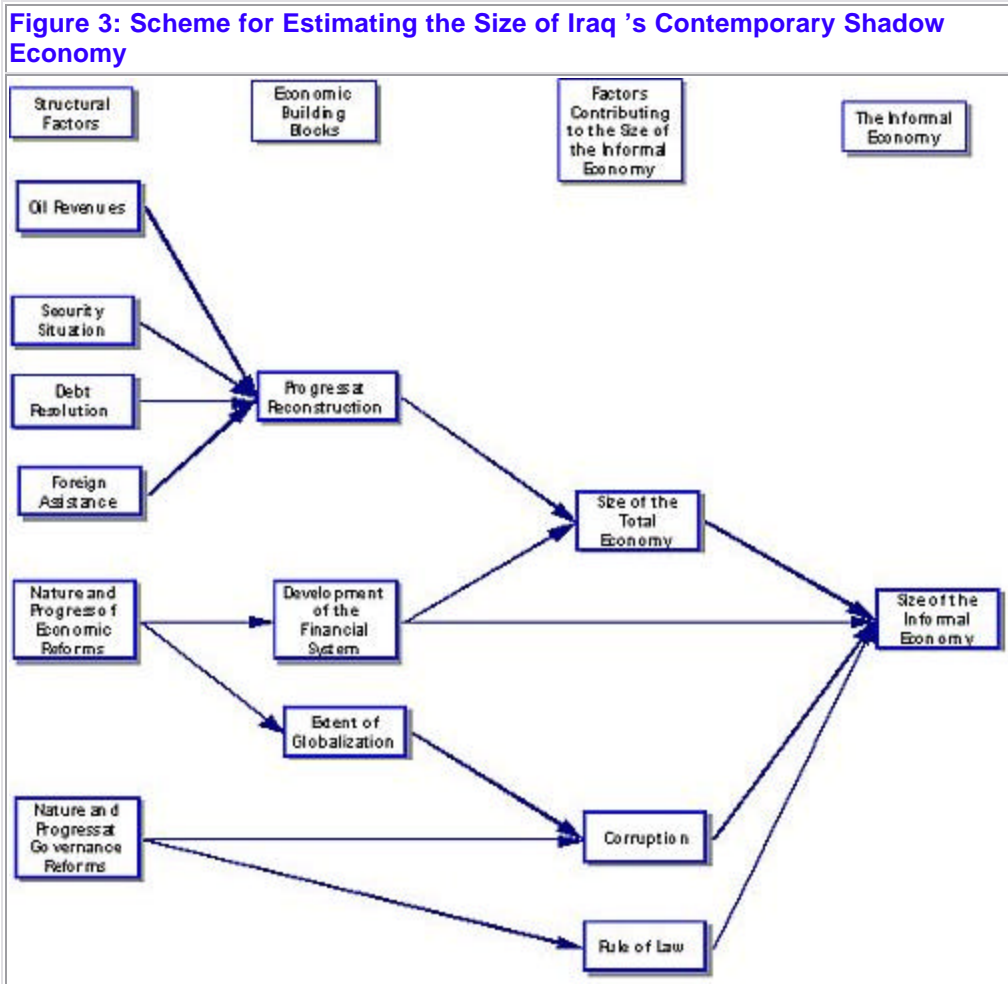 Figure 3: Scheme for Estimating the Size of Iraq ’s Contemporary Shadow
Economy
Structural
Factors
Economic
Building
Blocks
Factors
Contributing
to the Size of
the Informal
Economy
The Informal
Economy
Oil Revenues
Security
Situation
Debt
Resolution
Foreign
Assistance
Progress at
Reconstruction
Size of the
Total
Economy
Nature and
Progress of
Economic
Reforms
Development
of the
Financial
System
Size of the
Informal
Economy
Extent of
Globalization
Nature and
Progress at
Governance
Reforms
Corruption
Rule of Law